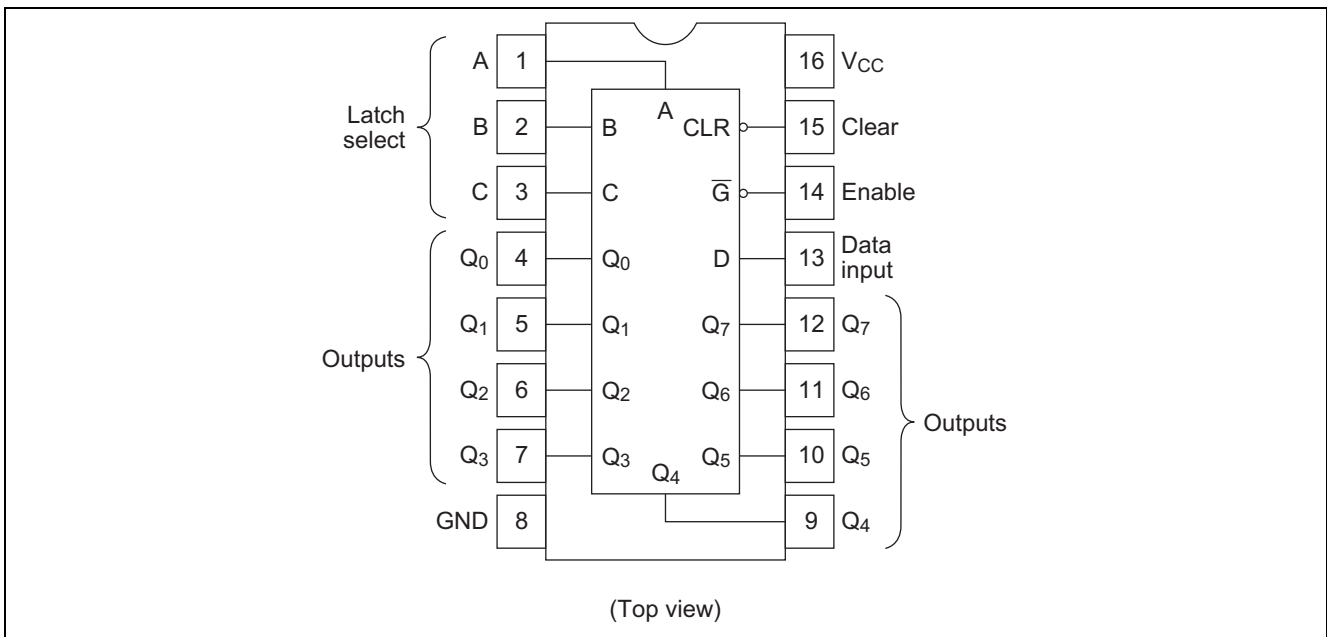 A 1
16 VCC
Latch select
A
B 2
B
CLR
15 Clear
C 3
C
G̅
14 Enable
Q0 4
Q0
D
13 Data input
Q1 5
Q1
Q7
12 Q7
Outputs
Q2 6
Q2
Q6
11 Q6
Outputs
Q3 7
Q3
Q4
Q5
10 Q5
GND 8
9 Q4
(Top view)